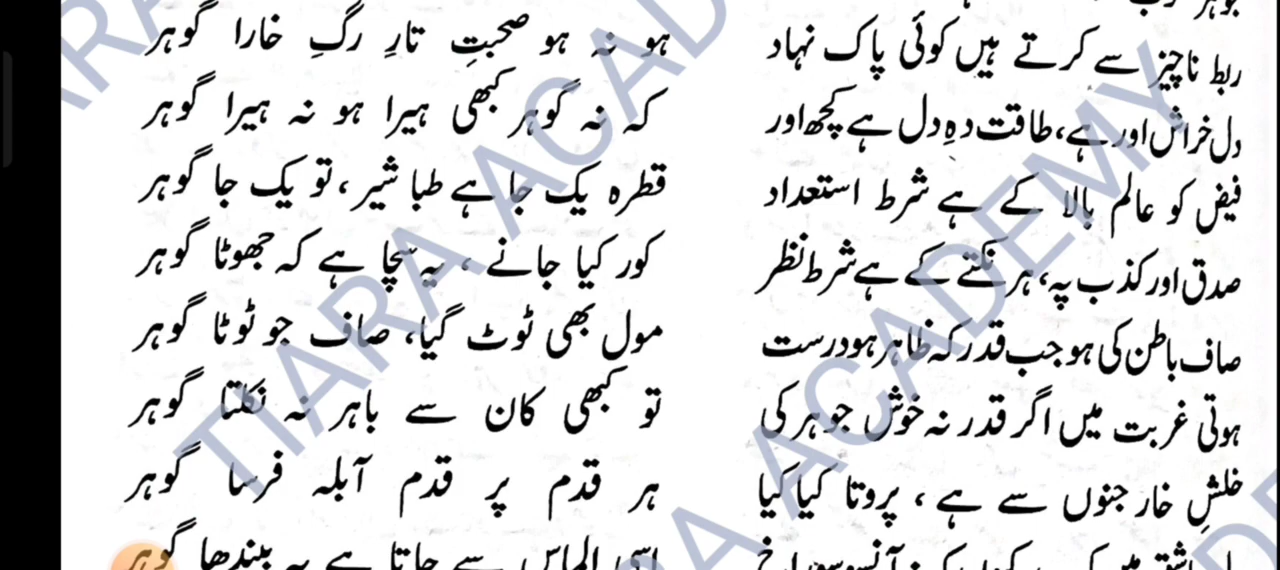 ربط ناچیز سے کرتے ہیں کوئی پاک نہاد ہو نہ ہو صحبتِ تارِ رگِ خارا گوہر
دل خراش اور ہے، طاقت دہِ دل ہے کچھ اور کہ نہ گوہر کبھی ہیرا ہو نہ ہیرا گوہر
فیض کو عالم بالا کے ہے شرط استعداد قطرہ یک جا ہے طباشیر، تو یک جا گوہر
صدق اور کذب پہ، ہر نکتے کے ہے شرط نظر کور کیا جانے، یہ سچا ہے کہ جھوٹا گوہر
صاف باطن کی ہو جب قدر کہ ظاہر ہو درست مول بھی ٹوٹ گیا، صاف جو ٹوٹا گوہر
ہوتی غربت میں اگر قدر نہ خوش جوہر کی تو کبھی کان سے باہر نہ نکلتا گوہر
خلشِ خار جنوں سے ہے، پروتا کیا کیا ہر قدم پر قدم آبلہ فرسا گوہر
TIARA ACADEMY
TIARA ACADEMY